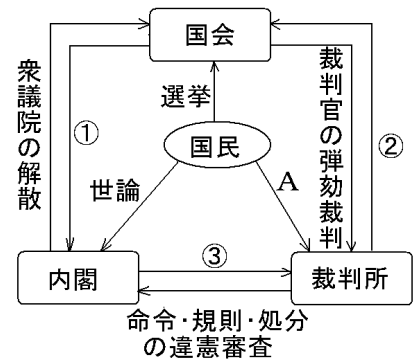 国会
衆議院の解散
①
選挙
国民
裁判官の弾劾裁判
②
世論
A
内閣
③
裁判所
命令・規則・処分
の違憲審査